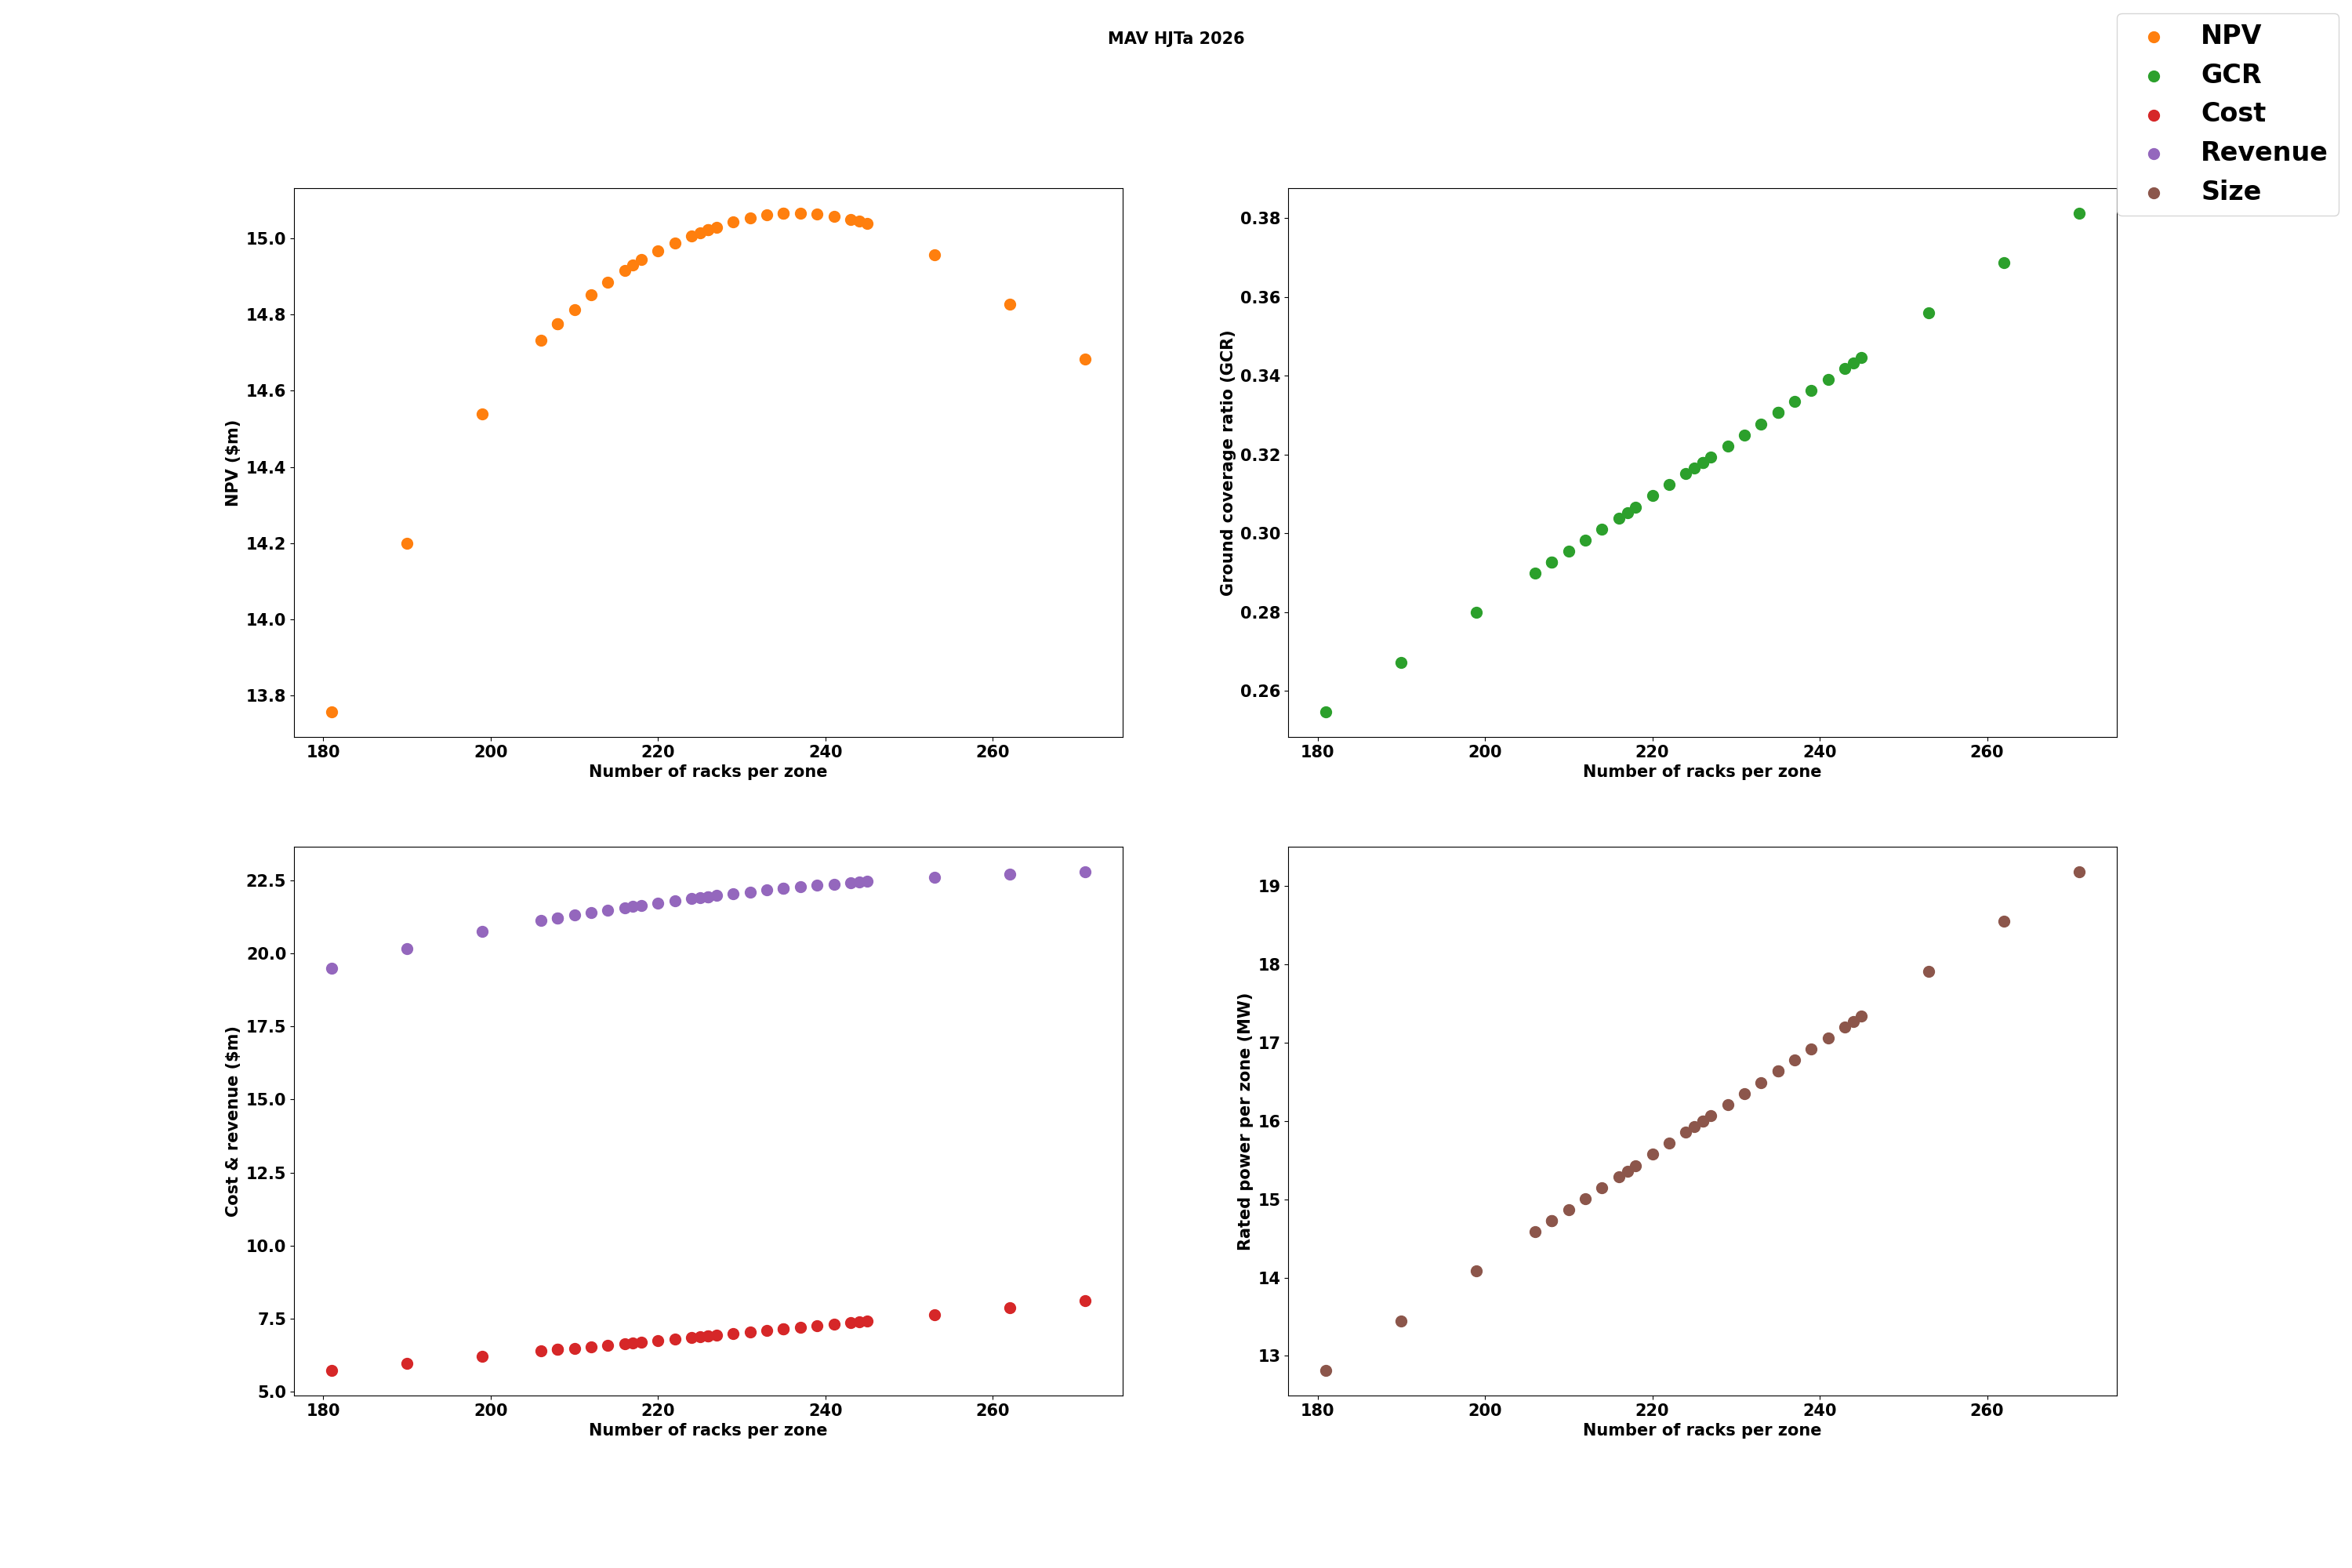 MAV HJTa 2026
NPV
GCR
Cost
Revenue
Size
NPV ($m)
15.0
14.8
14.6
14.4
14.2
14.0
13.8
180 200 220 240 260
Number of racks per zone
Ground coverage ratio (GCR)
0.38
0.36
0.34
0.32
0.30
0.28
0.26
180 200 220 240 260
Number of racks per zone
Cost & revenue ($m)
22.5
20.0
17.5
15.0
12.5
10.0
7.5
5.0
180 200 220 240 260
Number of racks per zone
Rated power per zone (MW)
19
18
17
16
15
14
13
180 200 220 240 260
Number of racks per zone